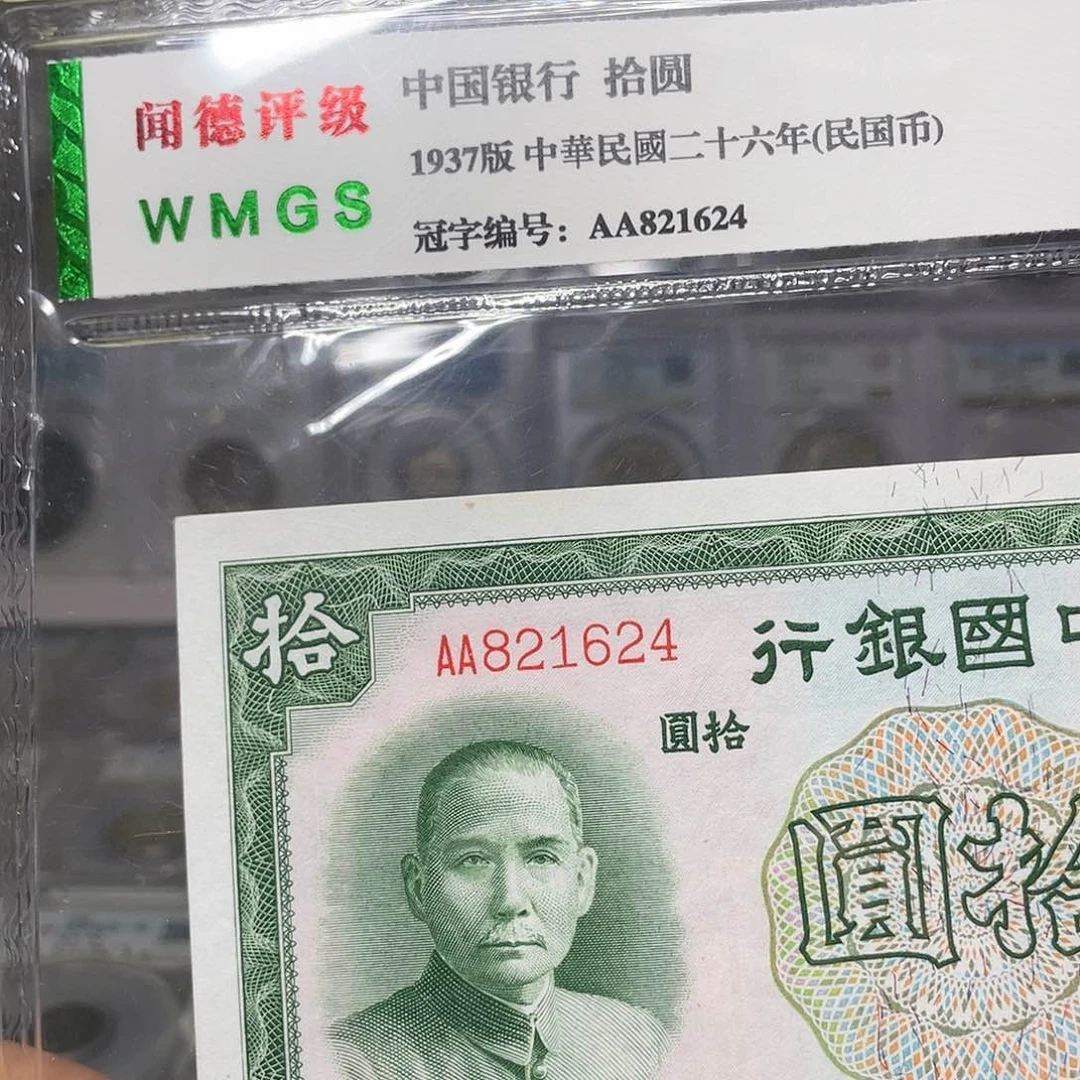 闻德评级
WMGS
中国银行 拾圆
1937版 中華民國二十六年(民国币)
冠字编号：AA821624
拾
AA821624
行銀國中
圓拾
圓拾